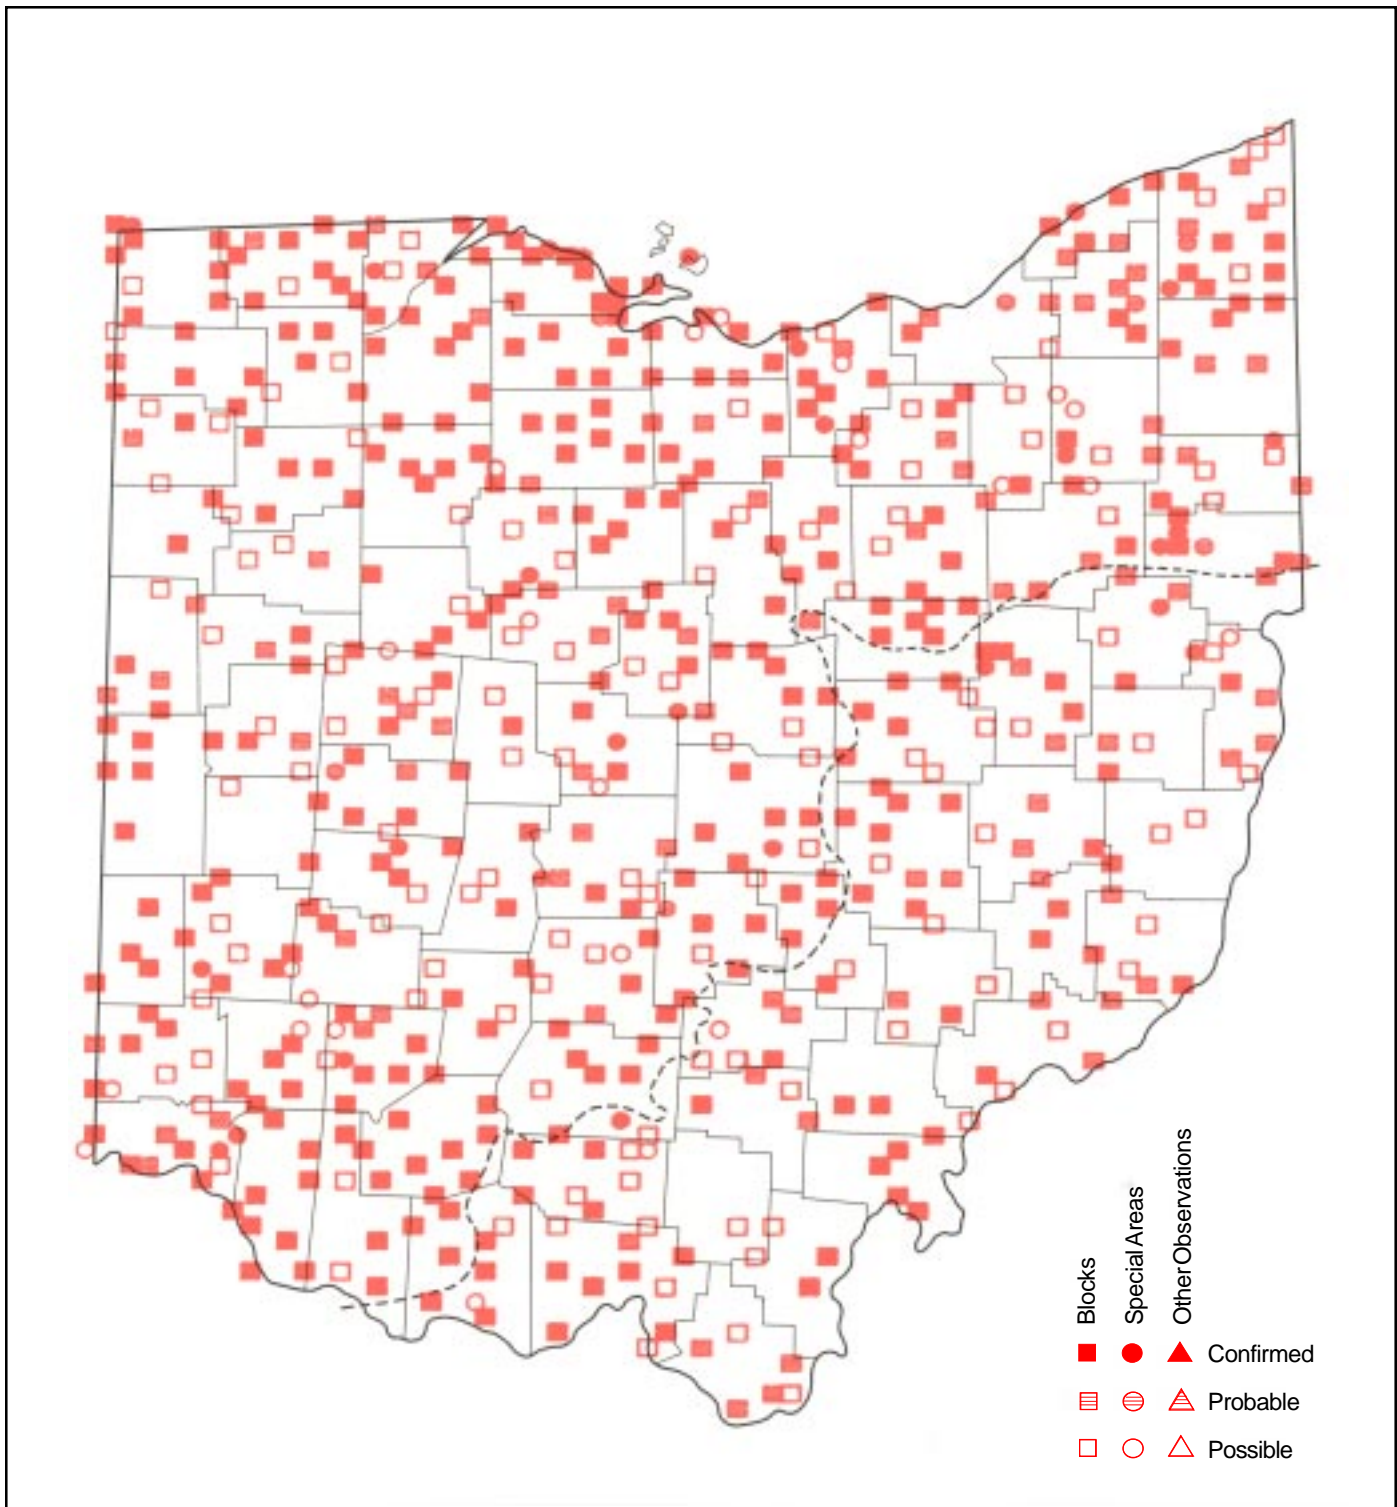 Blocks
Special Areas
Other Observations
Confirmed
Probable
Possible